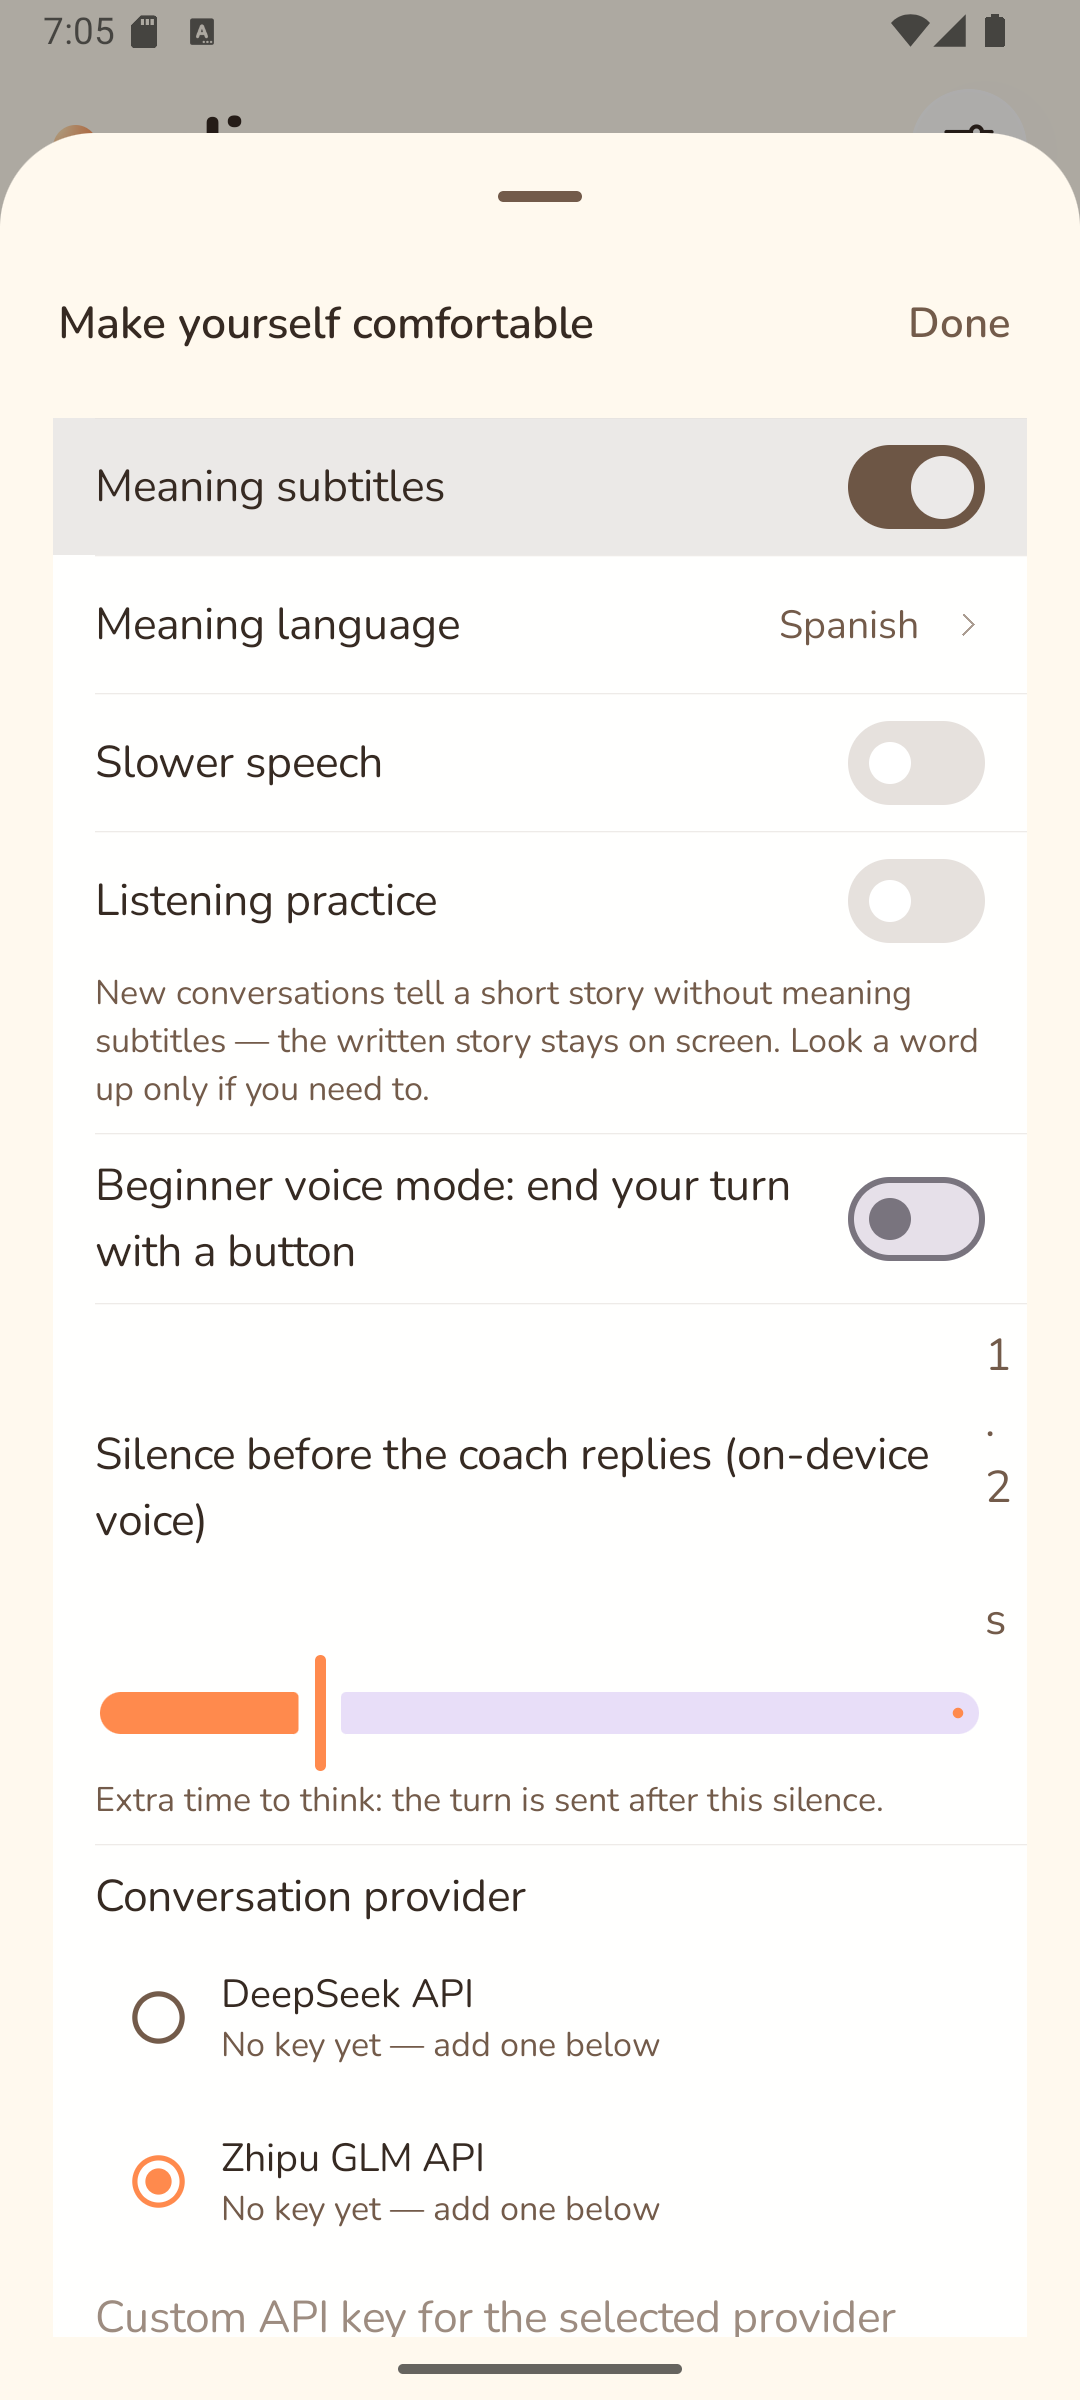 7:05
Make yourself comfortable
Done
Meaning subtitles
Meaning language
Spanish
Slower speech
Listening practice
New conversations tell a short story without meaning
subtitles — the written story stays on screen. Look a word
up only if you need to.
Beginner voice mode: end your turn
with a button
Silence before the coach replies (on-device
voice)
1
.
2
s
Extra time to think: the turn is sent after this silence.
Conversation provider
DeepSeek API
No key yet — add one below
Zhipu GLM API
No key yet — add one below
Custom API key for the selected provider